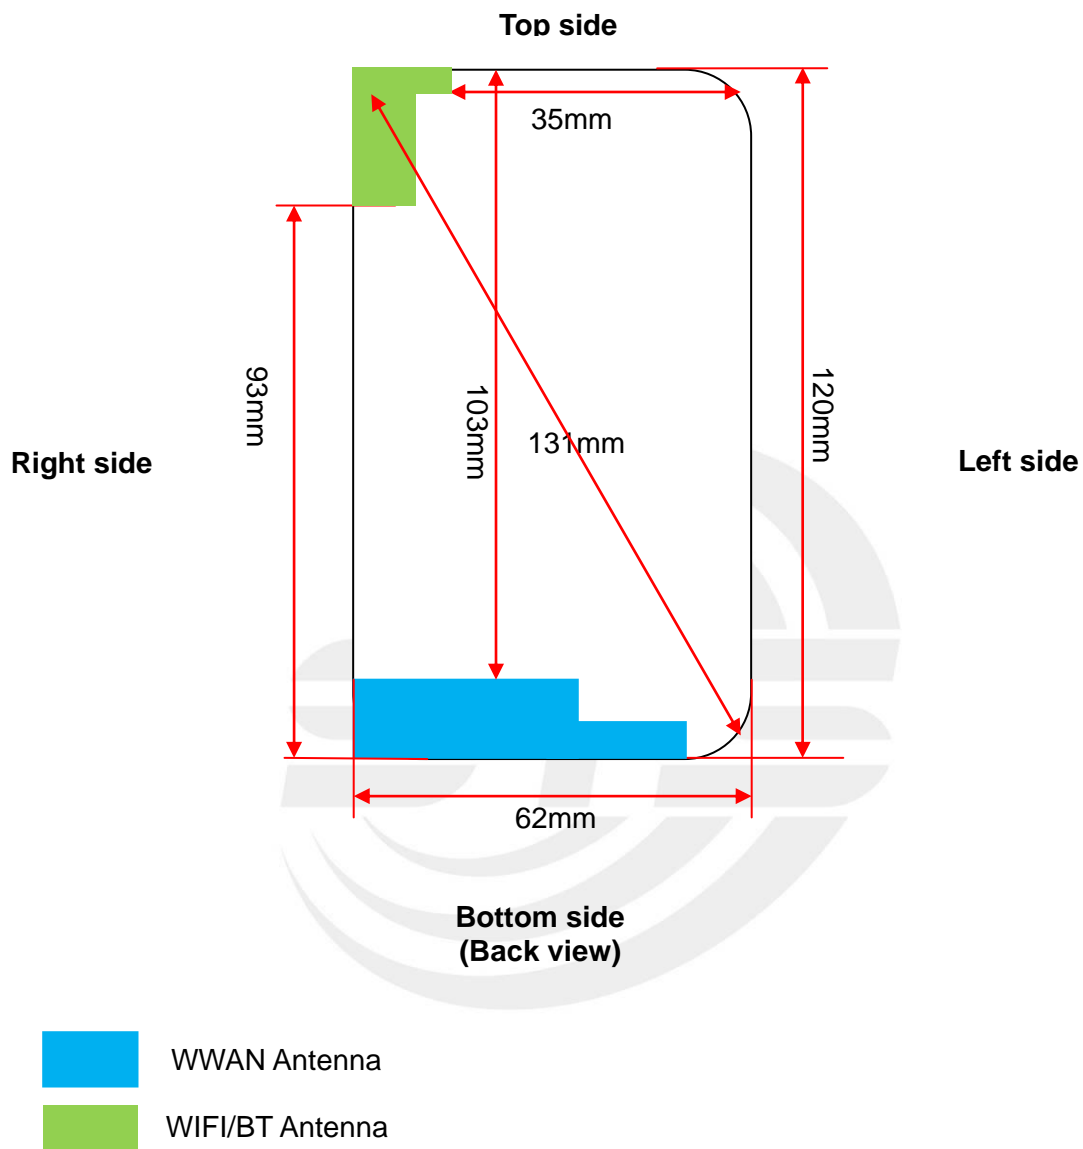 Top side
35mm
93mm
103mm
131mm
120mm
Right side
Left side
62mm
Bottom side
(Back view)
WWAN Antenna
WIFI/BT Antenna